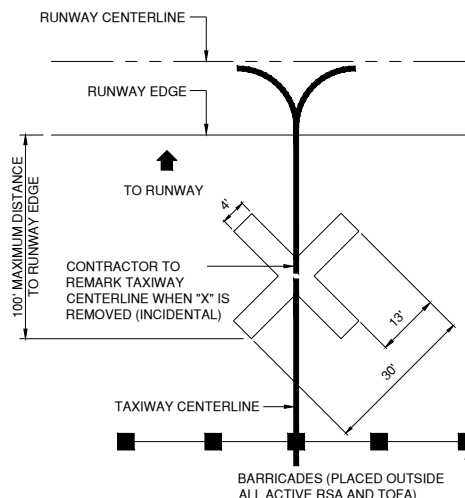 RUNWAY CENTERLINE
RUNWAY EDGE
100' MAXIMUM DISTANCE
TO RUNWAY EDGE
TO RUNWAY
4'
CONTRACTOR TO
REMARK TAXIWAY
CENTERLINE WHEN "X" IS
REMOVED (INCIDENTAL)
13'
30'
TAXIWAY CENTERLINE
BARRICADES (PLACED OUTSIDE
ALL ACTIVE RSA AND TOFA)